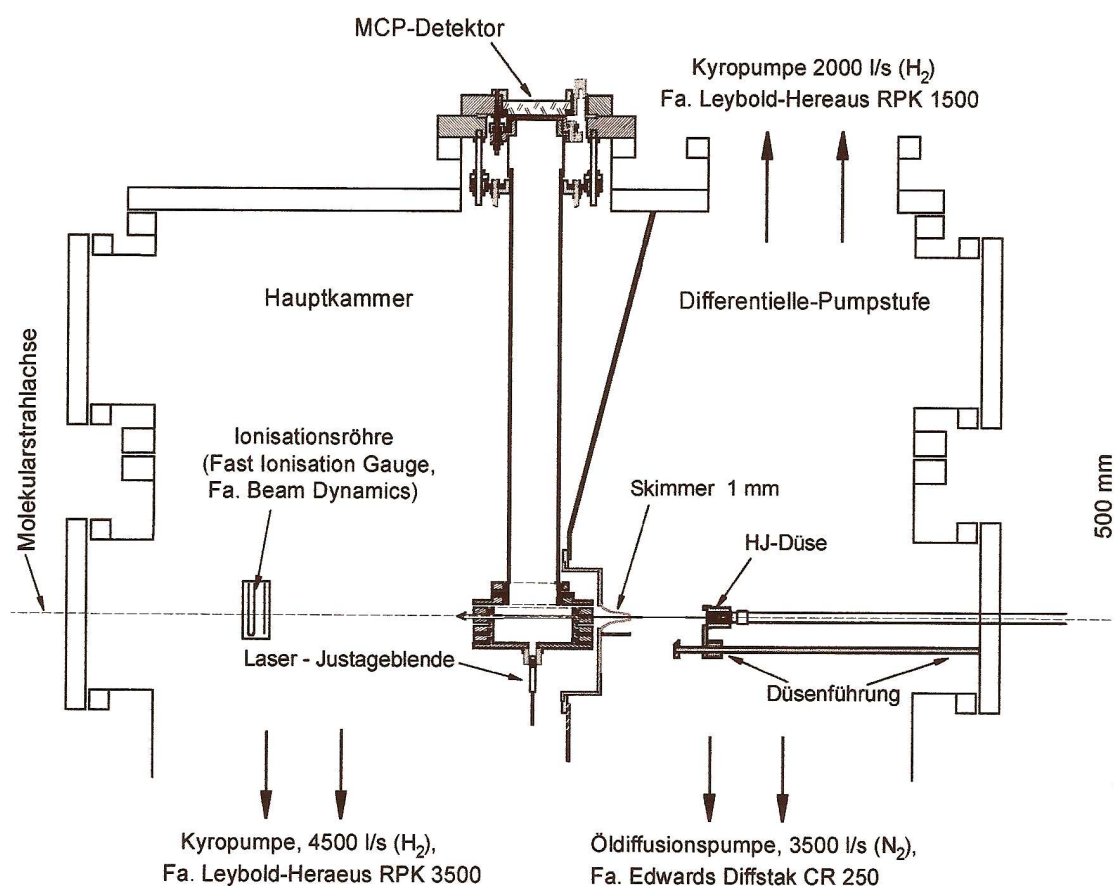 MCP-Detektor
Kyropumpe 2000 l/s (H₂)
Fa. Leybold-Hereaus RPK 1500
Hauptkammer
Differentielle-Pumpstufe
Molekularstrahlachse
Ionisationsröhre
(Fast Ionisation Gauge,
Fa. Beam Dynamics)
Skimmer 1 mm
HJ-Düse
500 mm
Laser - Justageblende
Düsenführung
Kyropumpe, 4500 l/s (H₂),
Fa. Leybold-Heraeus RPK 3500
Öldiffusionspumpe, 3500 l/s (N₂),
Fa. Edwards Diffstak CR 250